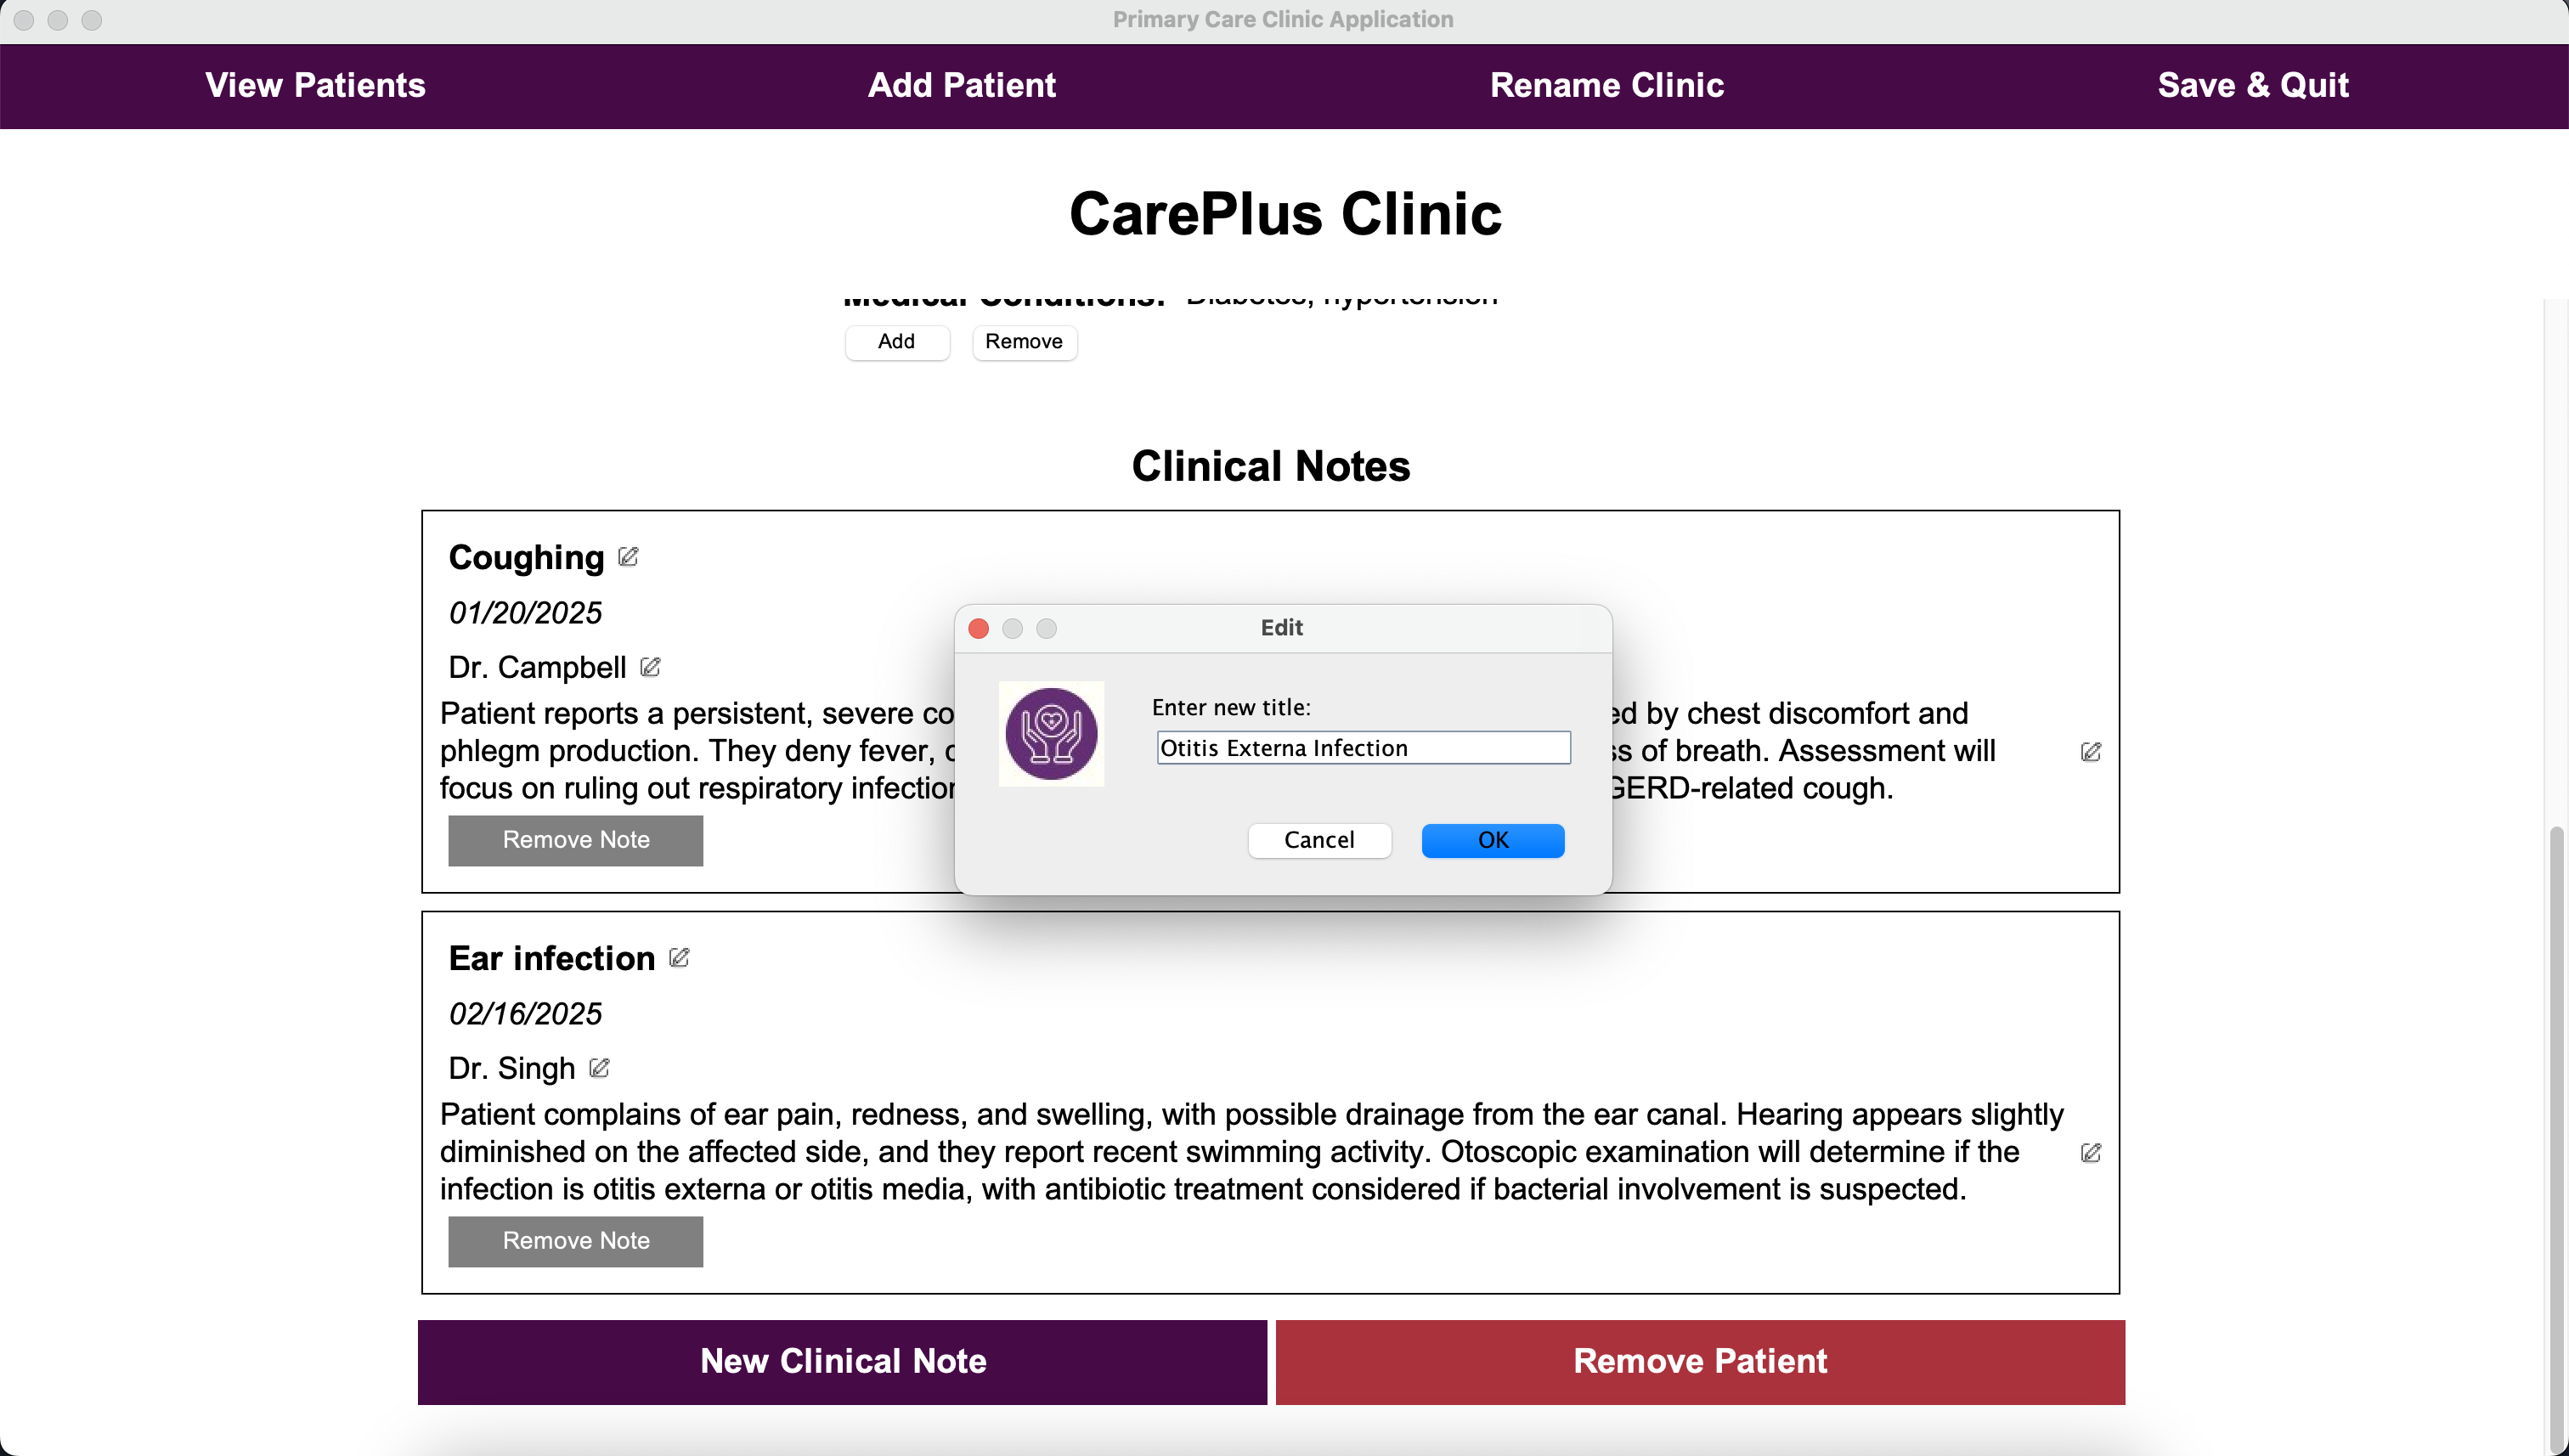 Primary Care Clinic Application
View Patients Add Patient Rename Clinic Save & Quit
CarePlus Clinic
Medical Conditions: Diabetes, hypertension
Add Remove
Clinical Notes
Coughing
01/20/2025
Dr. Campbell
Patient reports a persistent, severe co
ed by chest discomfort and
phlegm production. They deny fever, c
ss of breath. Assessment will
focus on ruling out respiratory infection
GERD-related cough.
Remove Note
Edit
Enter new title:
Otitis Externa Infection
Cancel OK
Ear infection
02/16/2025
Dr. Singh
Patient complains of ear pain, redness, and swelling, with possible drainage from the ear canal. Hearing appears slightly
diminished on the affected side, and they report recent swimming activity. Otoscopic examination will determine if the
infection is otitis externa or otitis media, with antibiotic treatment considered if bacterial involvement is suspected.
Remove Note
New Clinical Note Remove Patient